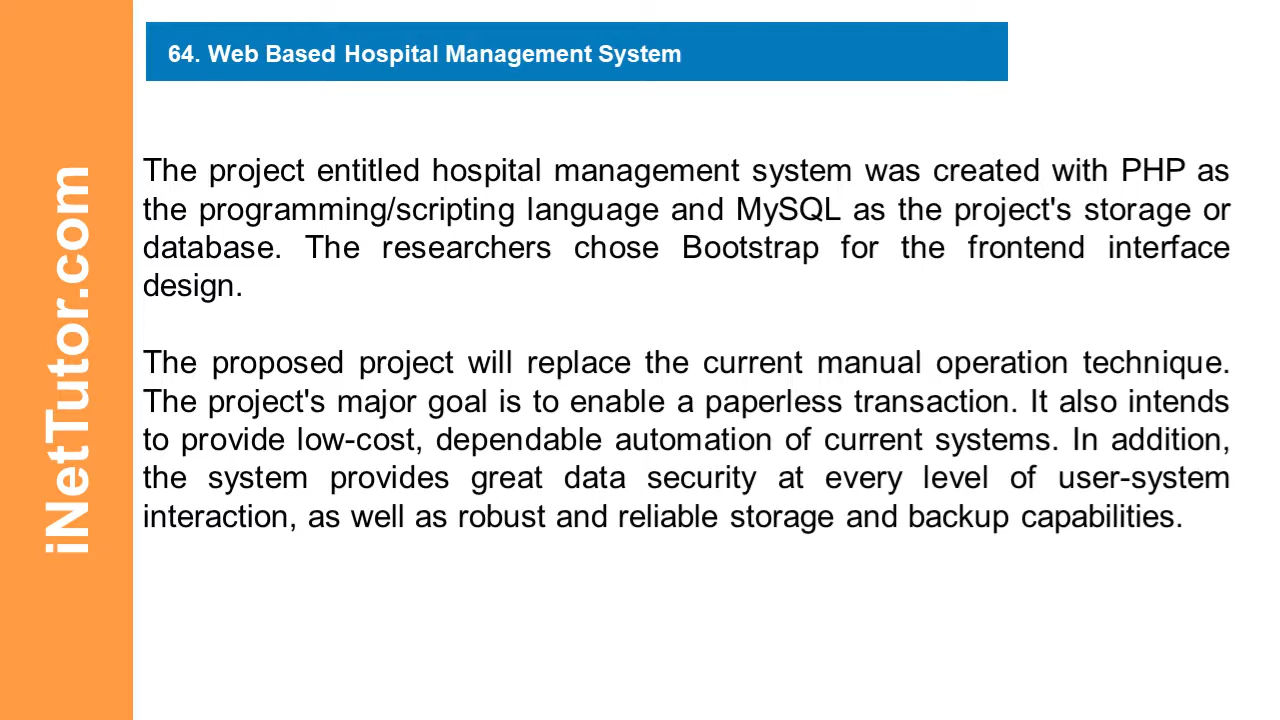 64. Web Based Hospital Management System
iNetTutor.com
The project entitled hospital management system was created with PHP as
the programming/scripting language and MySQL as the project's storage or
database. The researchers chose Bootstrap for the frontend interface
design.
The proposed project will replace the current manual operation technique.
The project's major goal is to enable a paperless transaction. It also intends
to provide low-cost, dependable automation of current systems. In addition,
the system provides great data security at every level of user-system
interaction, as well as robust and reliable storage and backup capabilities.